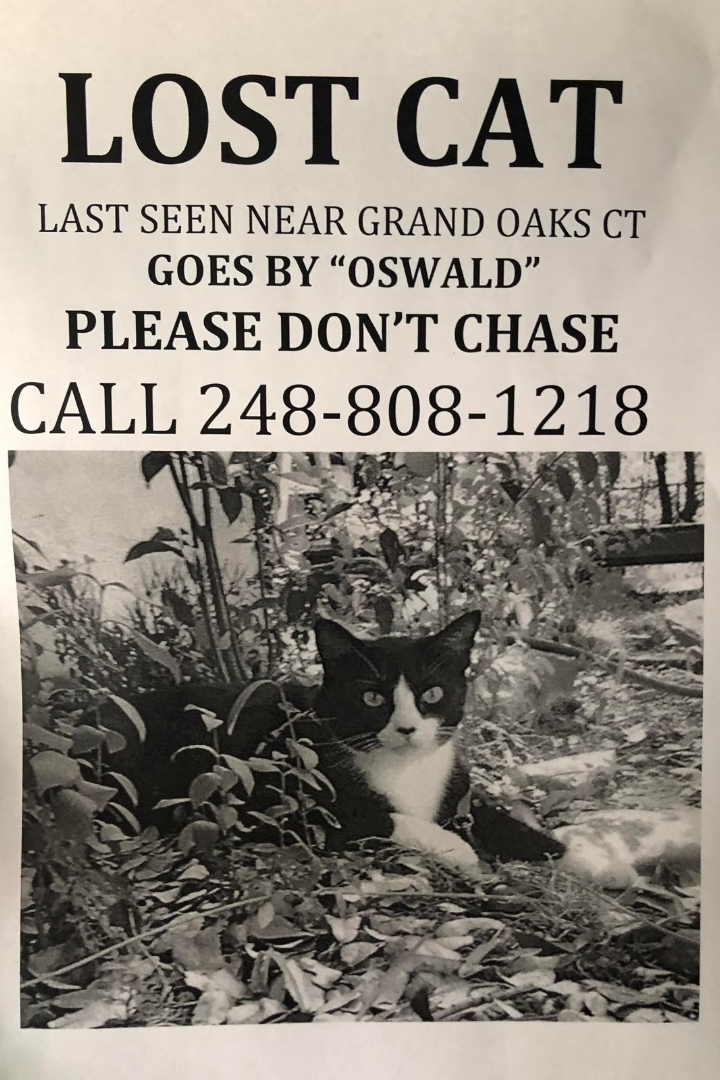 LOST CAT
LAST SEEN NEAR GRAND OAKS CT
GOES BY “OSWALD”
PLEASE DON’T CHASE
CALL 248-808-1218